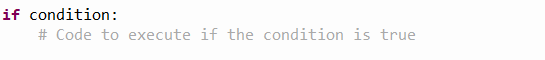 if condition:
    # Code to execute if the condition is true